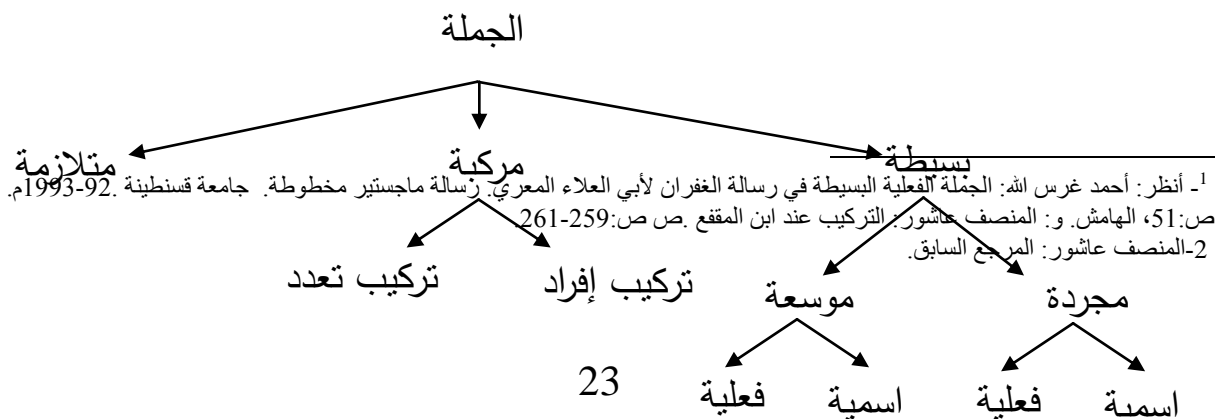 الجملة
بسيطة مركبة متلازمة
1- أنظر: أحمد غرس الله: الجملة الفعلية البسيطة في رسالة الغفران لأبي العلاء المعري. رسالة ماجستير مخطوطة. جامعة قسنطينة .92-1993م.
ص:51، الهامش. و: المنصف عاشور: التركيب عند ابن المقفع .ص ص:259-261.
2-المنصف عاشور: المرجع السابق.
تركيب إفراد تركيب تعدد
مجردة موسعة
اسمية فعلية اسمية فعلية
23